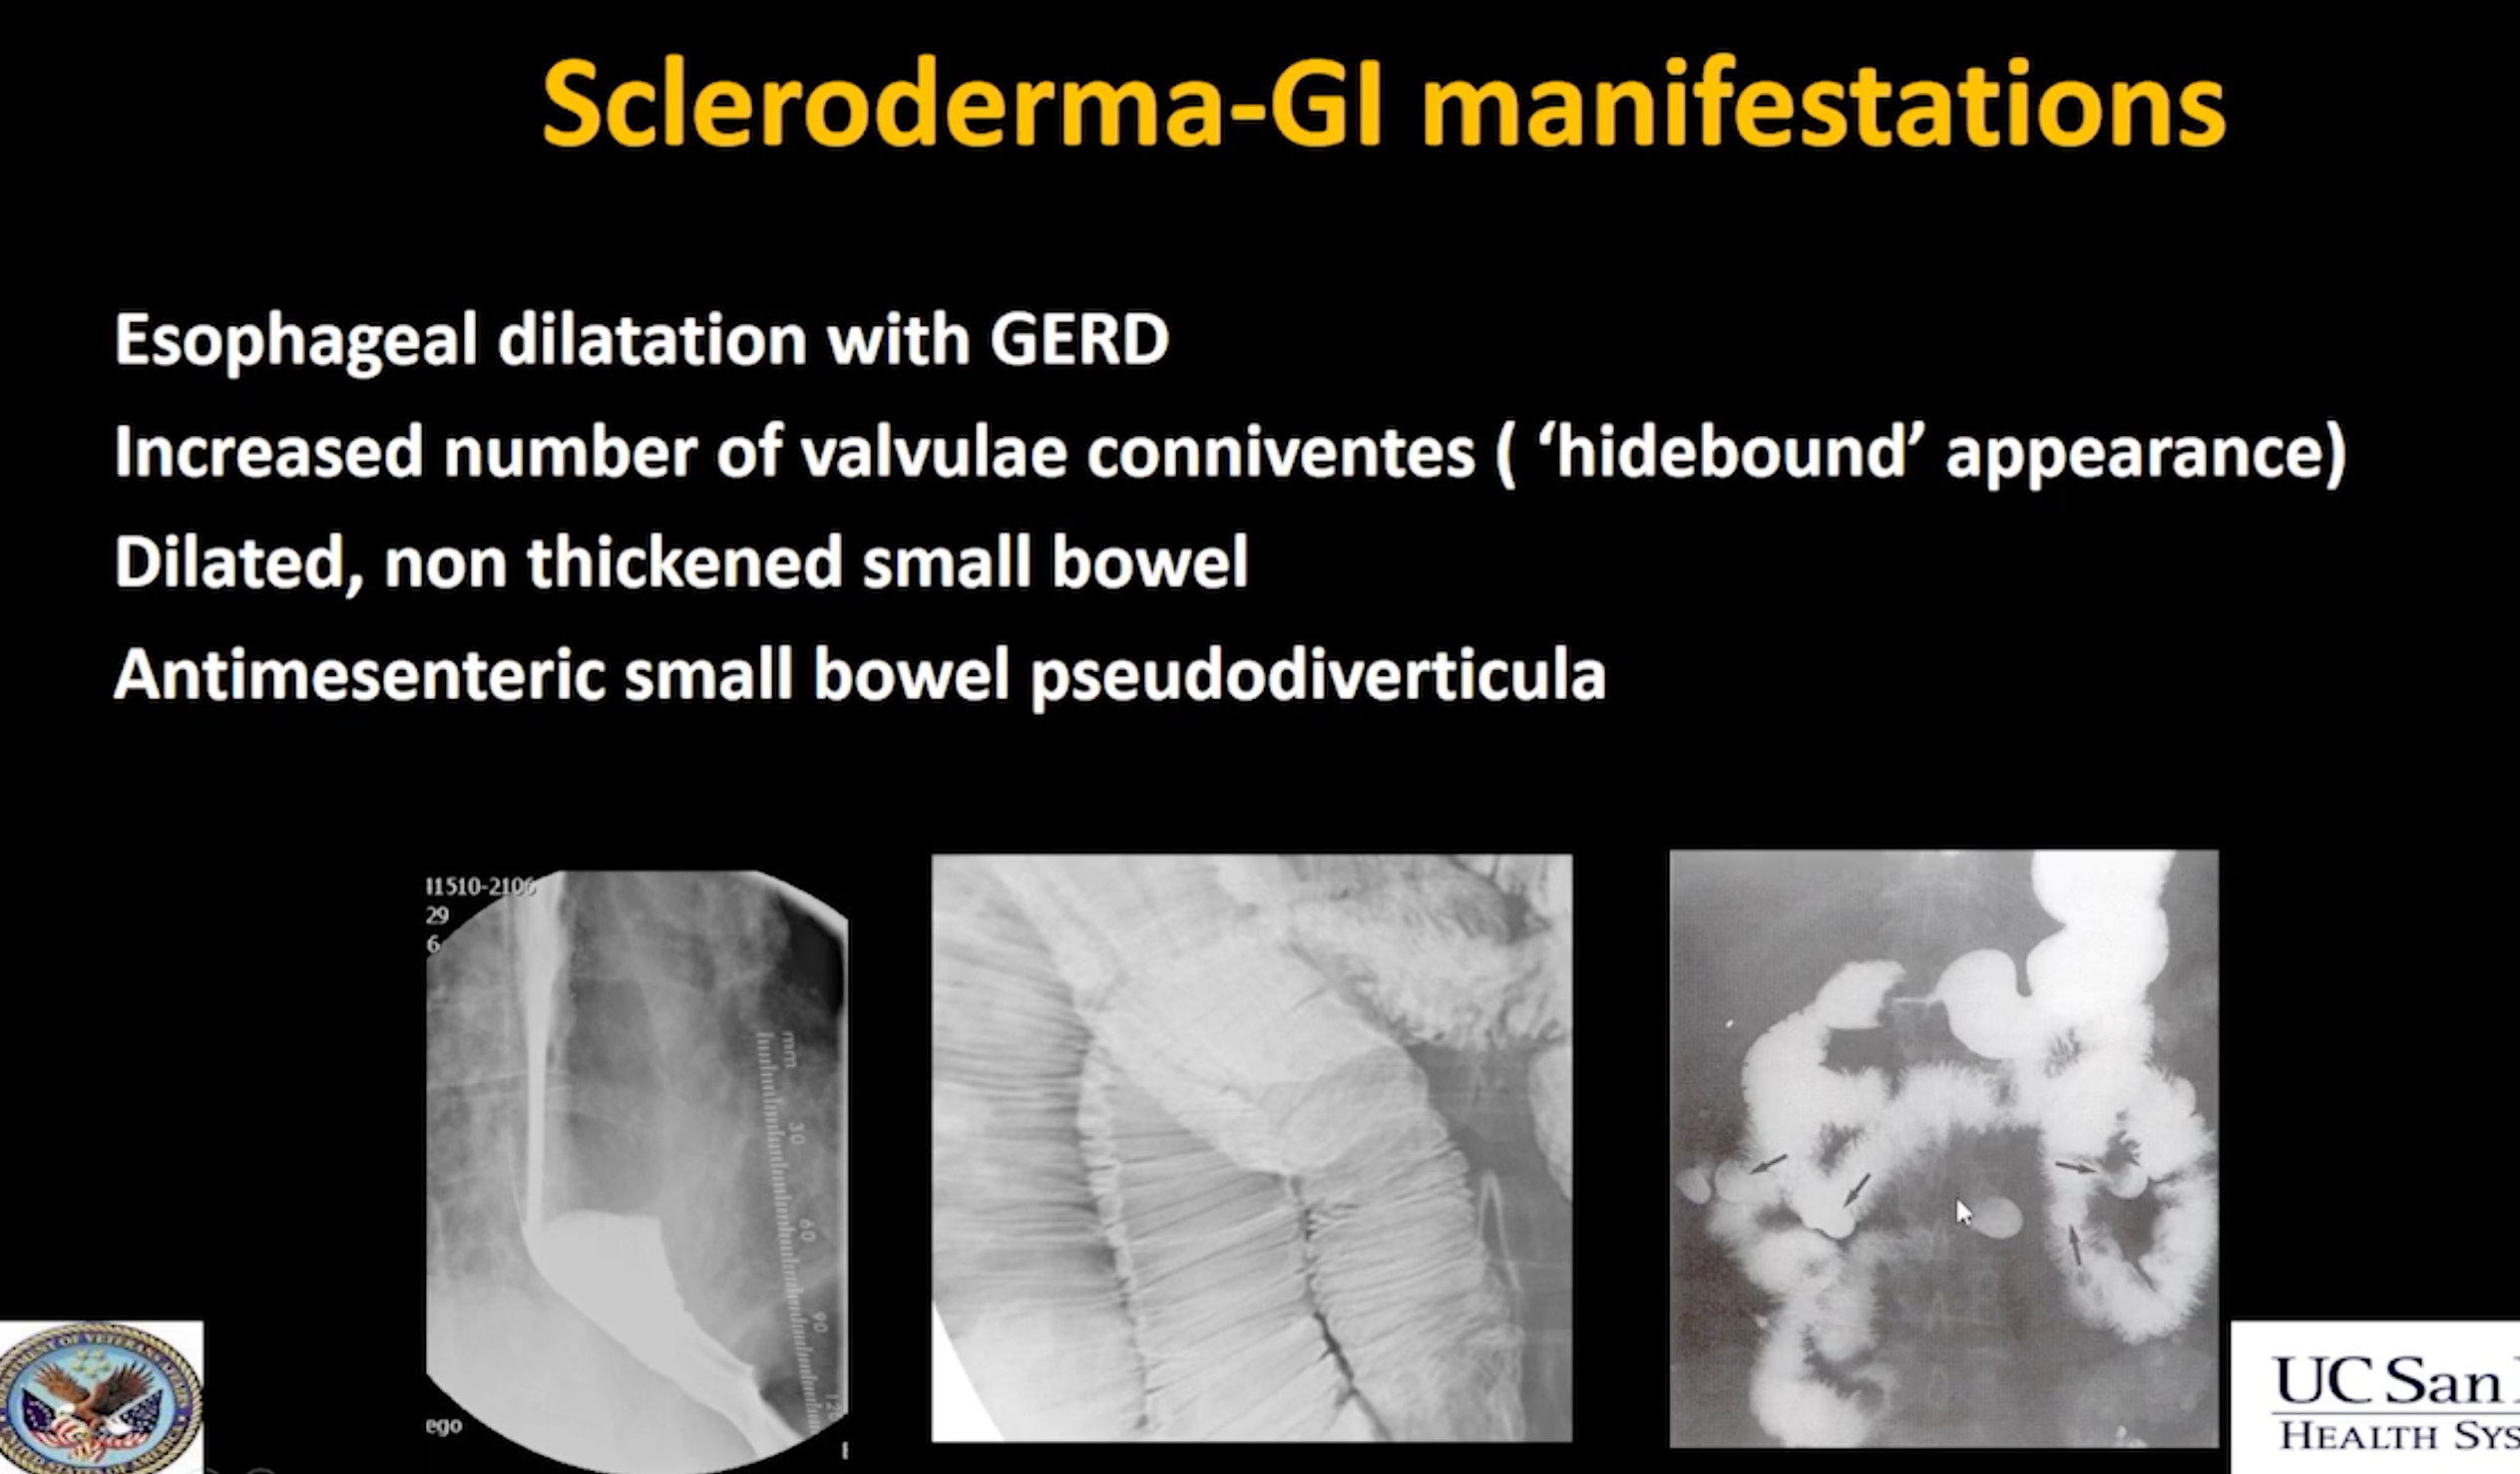 Scleroderma-GI manifestations
Esophageal dilatation with GERD
Increased number of valvulae conniventes ( ‘hidebound’ appearance)
Dilated, non thickened small bowel
Antimesenteric small bowel pseudodiverticula
11510-2106
29
6
mm
30
60
90
120
ego
UC San
HEALTH SYS